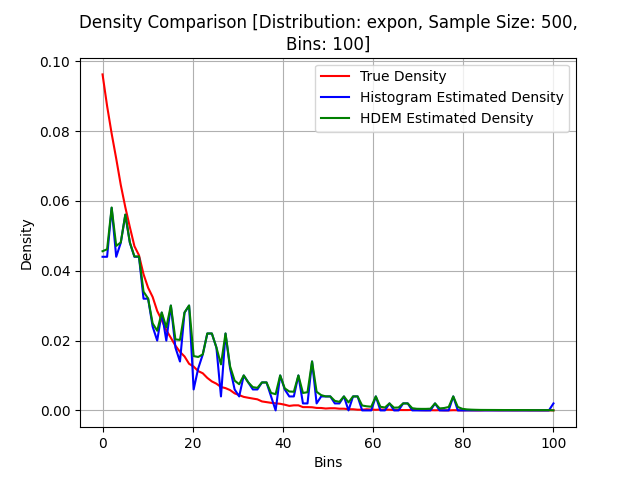 Density Comparison [Distribution: expon, Sample Size: 500,
Bins: 100]
True Density
Histogram Estimated Density
HDEM Estimated Density
Density
0.10
0.08
0.06
0.04
0.02
0.00
0 20 40 60 80 100
Bins